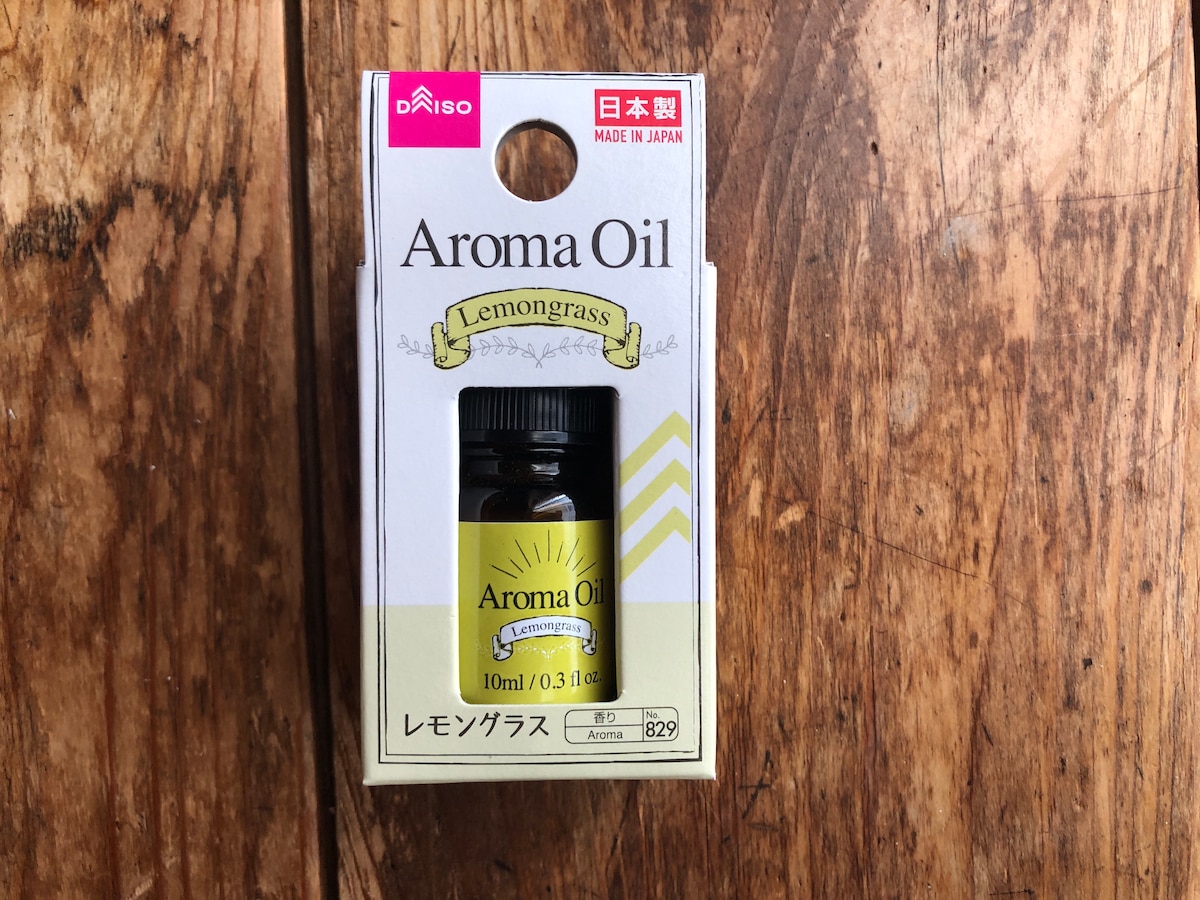 DAISO
日本製
MADE IN JAPAN
Aroma Oil
Lemongrass
Aroma Oil
Lemongrass
10ml / 0.3 fl oz.
レモングラス
香り
Aroma
No.
829